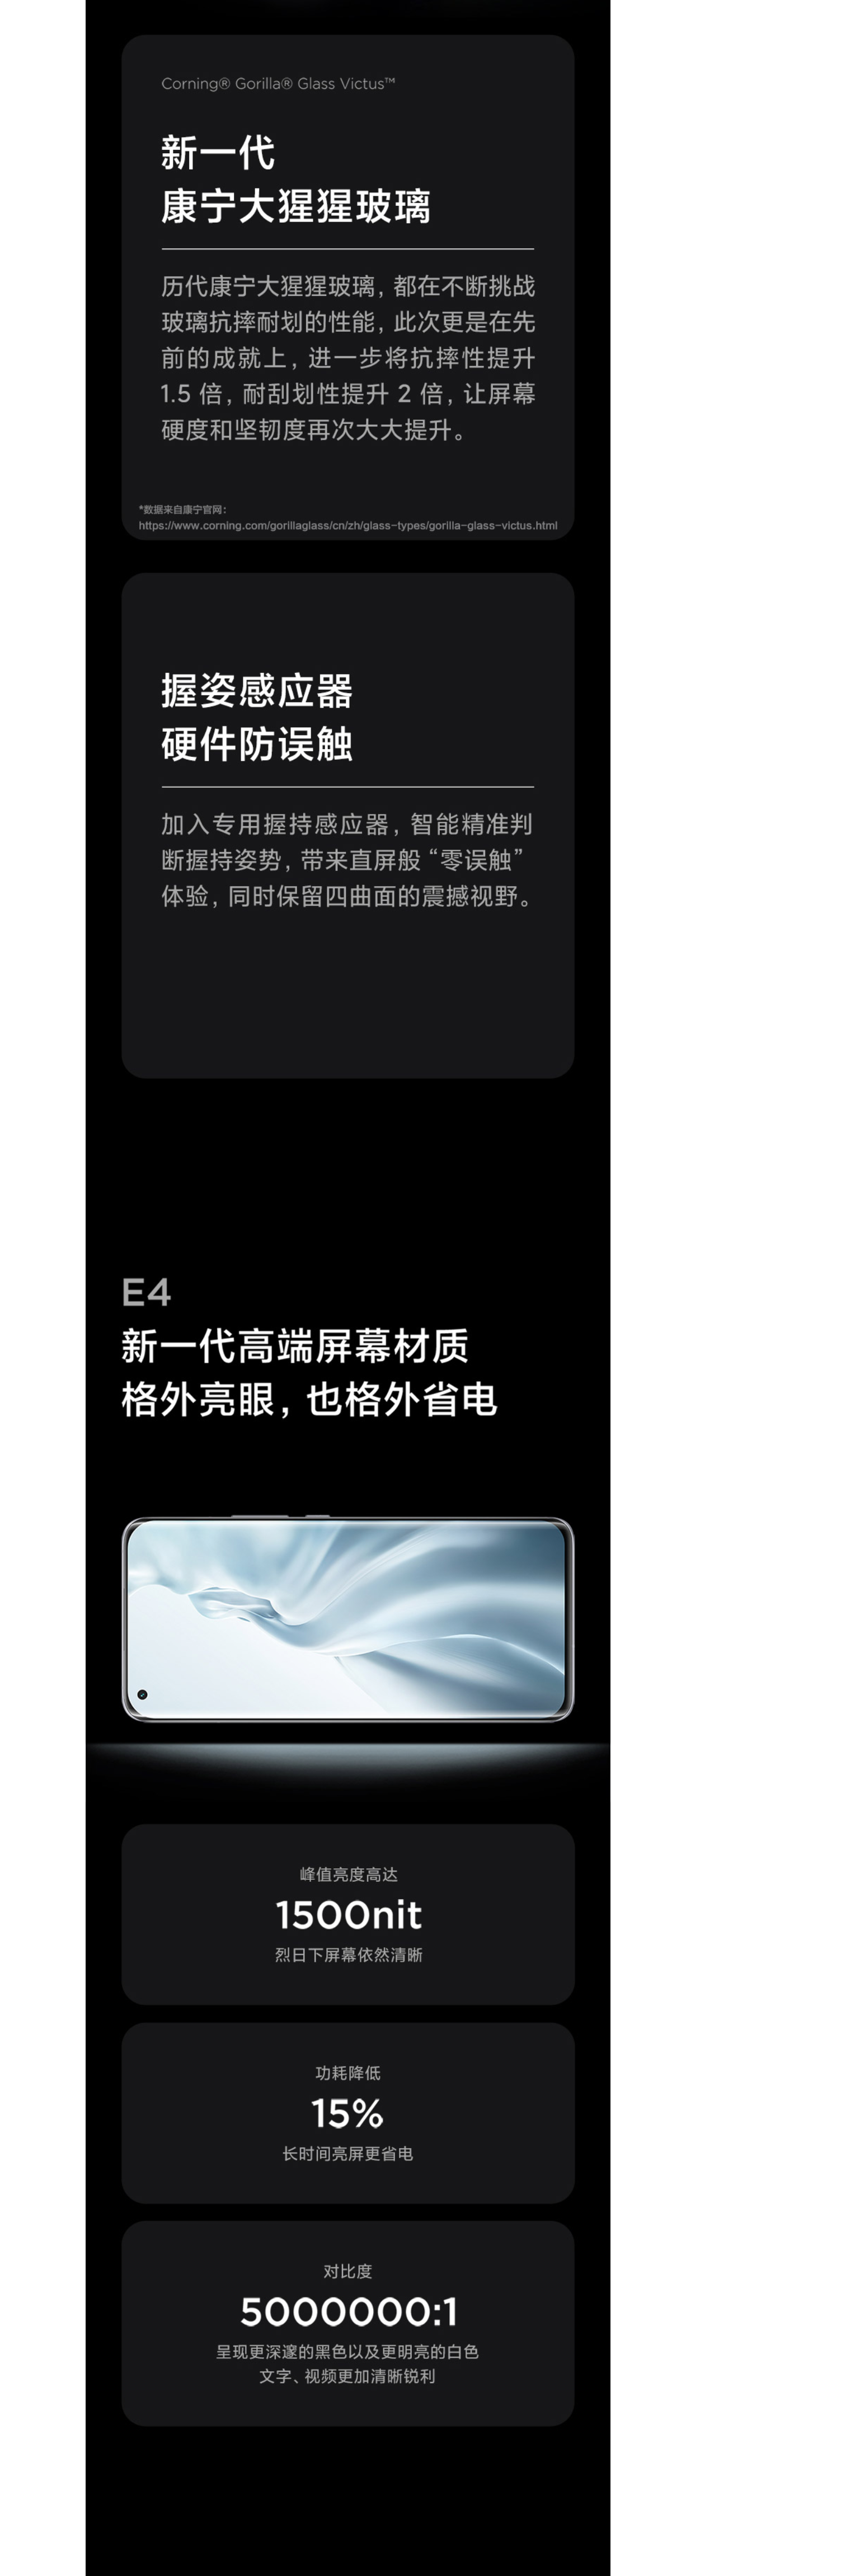 Corning® Gorilla® Glass Victus™
新一代
康宁大猩猩玻璃
历代康宁大猩猩玻璃，都在不断挑战
玻璃抗摔耐划的性能，此次更是在先
前的成就上，进一步将抗摔性提升
1.5 倍，耐刮划性提升 2 倍，让屏幕
硬度和坚韧度再次大大提升。
*数据来自康宁官网：
https://www.corning.com/gorillaglass/cn/zh/glass-types/gorilla-glass-victus.html
握姿感应器
硬件防误触
加入专用握持感应器，智能精准判
断握持姿势，带来直屏般“零误触”
体验，同时保留四曲面的震撼视野。
E4
新一代高端屏幕材质
格外亮眼，也格外省电
峰值亮度高达
1500nit
烈日下屏幕依然清晰
功耗降低
15%
长时间亮屏更省电
对比度
5000000:1
呈现更深邃的黑色以及更明亮的白色
文字、视频更加清晰锐利